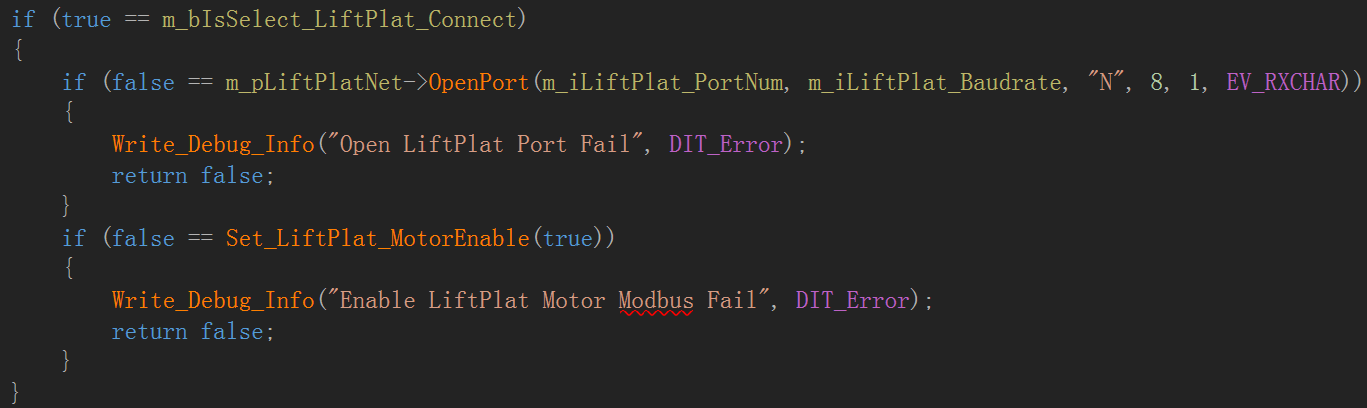 if (true == m_bIsSelect_LiftPlat_Connect)
{
    if (false == m_pLiftPlatNet->OpenPort(m_iLiftPlat_PortNum, m_iLiftPlat_Baudrate, "N", 8, 1, EV_RXCHAR))
    {
        Write_Debug_Info("Open LiftPlat Port Fail", DIT_Error);
        return false;
    }
    if (false == Set_LiftPlat_MotorEnable(true))
    {
        Write_Debug_Info("Enable LiftPlat Motor Modbus Fail", DIT_Error);
        return false;
    }
}